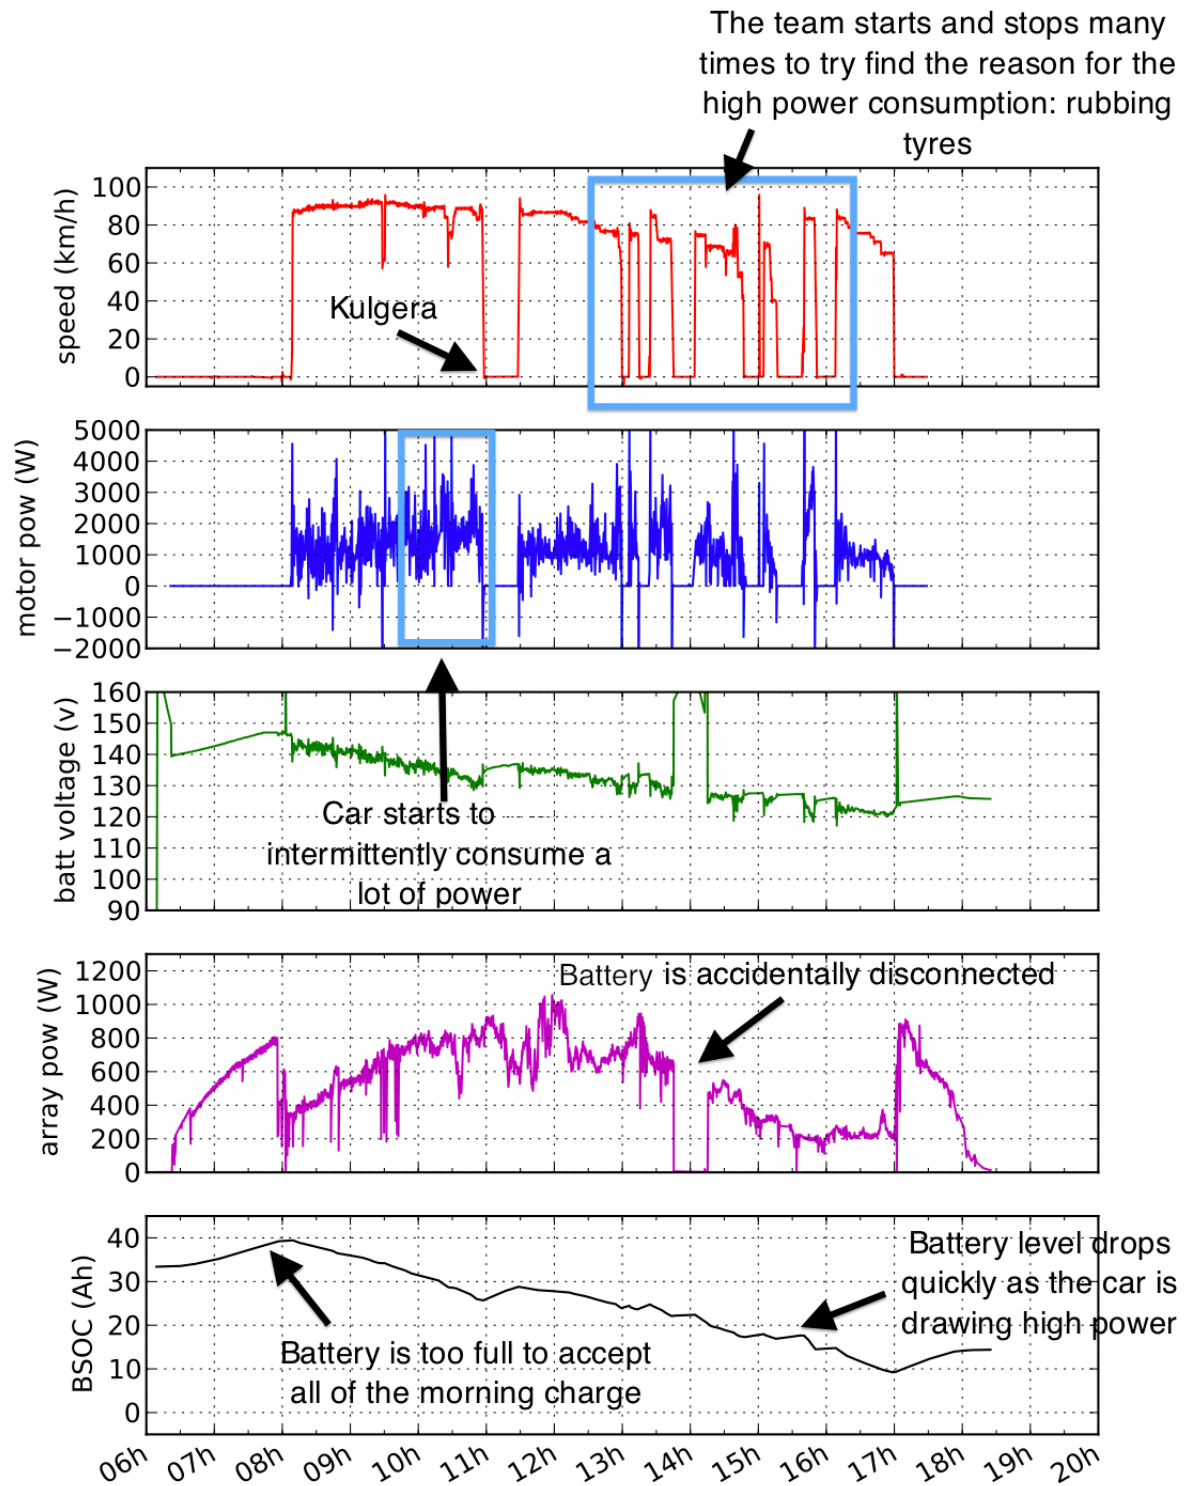 The team starts and stops many
times to try find the reason for the
high power consumption: rubbing
tyres
speed (km/h)
100
80
60
40
20
0
Kulgera
motor pow (W)
5000
4000
3000
2000
1000
0
−1000
−2000
batt voltage (v)
160
150
140
130
120
110
100
90
Car starts to
intermittently consume a
lot of power
array pow (W)
1200
1000
800
600
400
200
0
Battery is accidentally disconnected
BSOC (Ah)
40
30
20
10
0
Battery level drops
quickly as the car is
drawing high power
Battery is too full to accept
all of the morning charge
06h 07h 08h 09h 10h 11h 12h 13h 14h 15h 16h 17h 18h 19h 20h